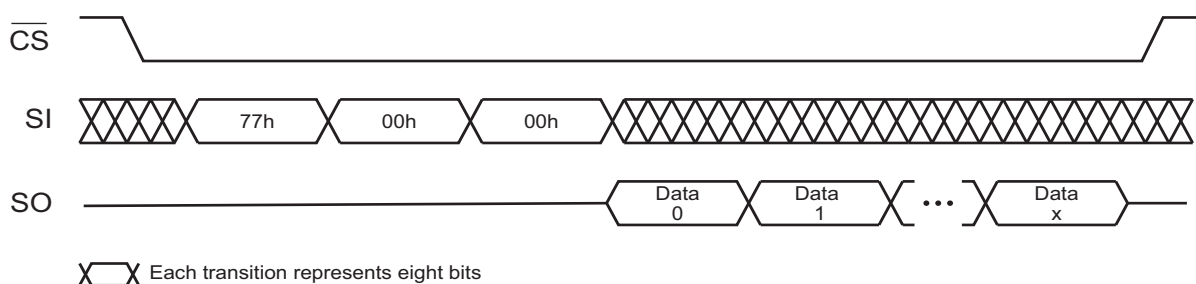 CS
SI
77h
00h
00h
SO
Data
0
Data
1
•••
Data
x
Each transition represents eight bits